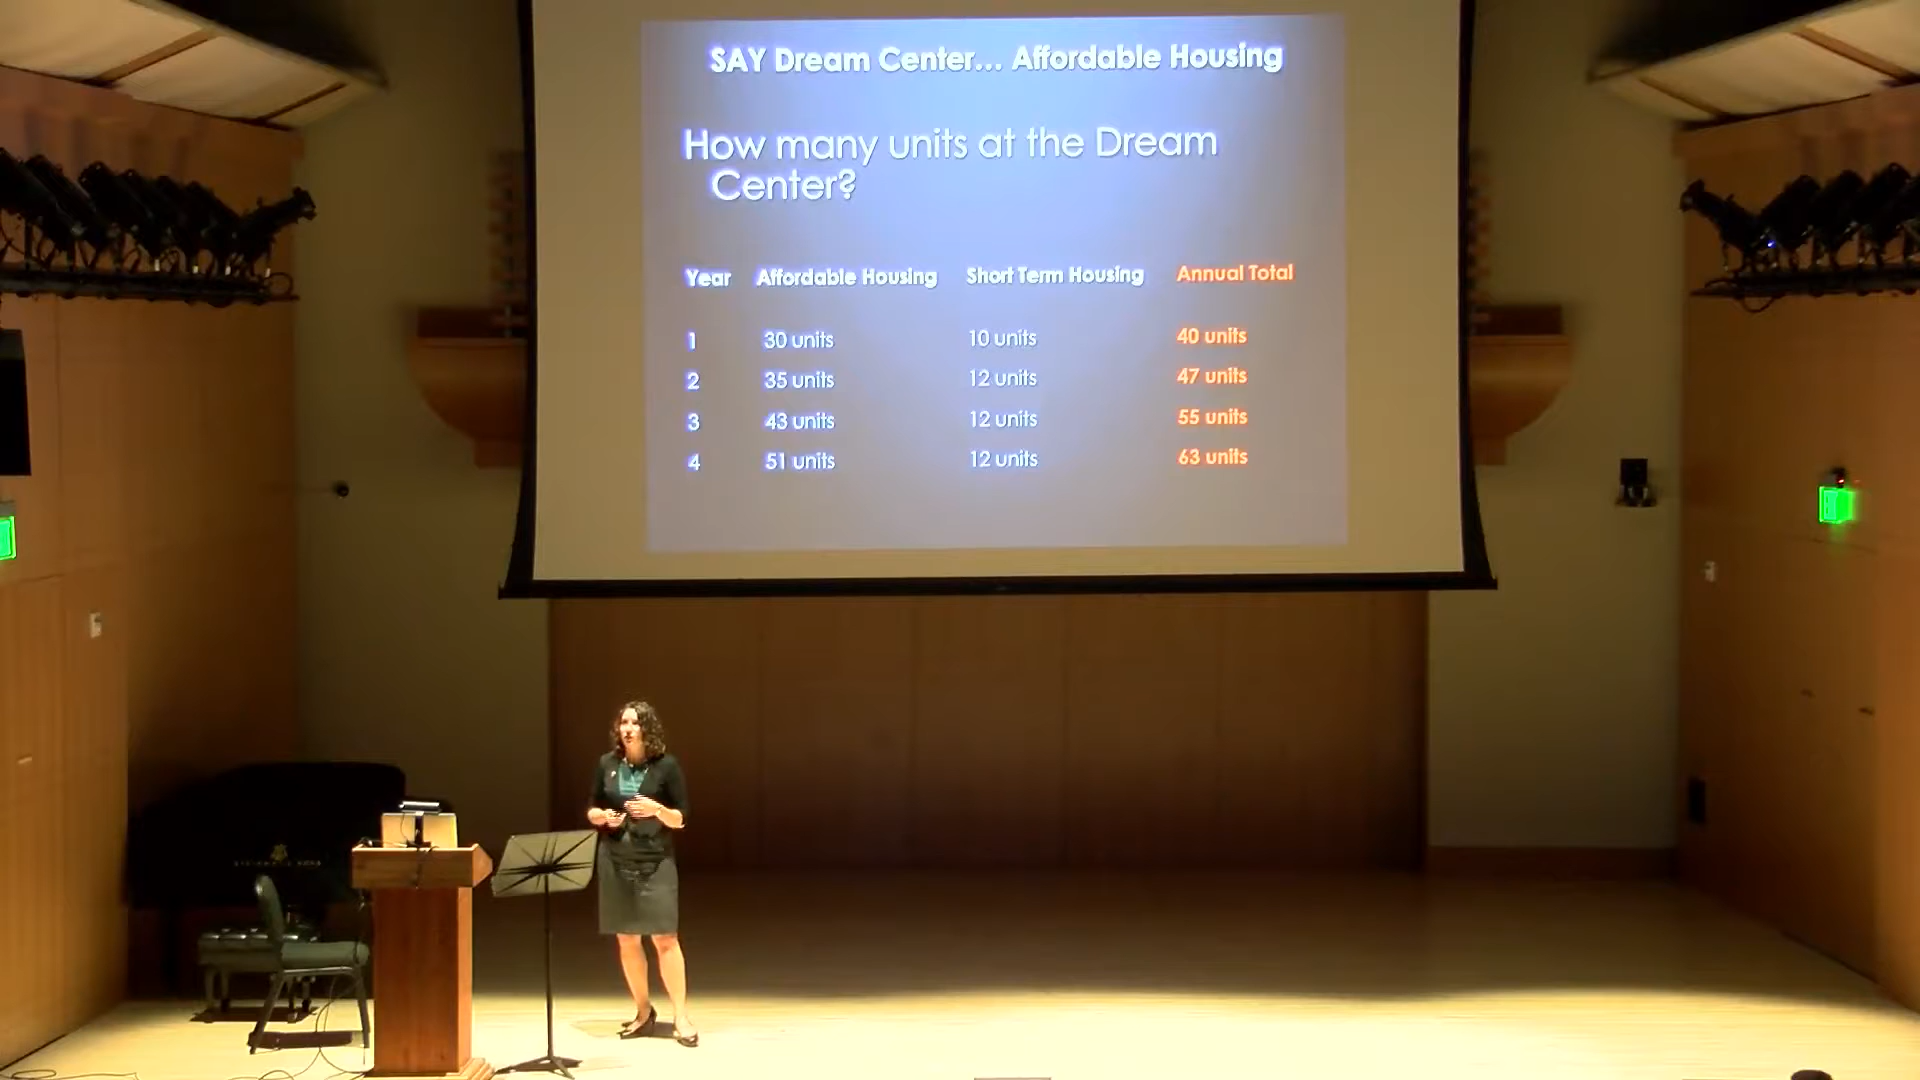 SAY Dream Center... Affordable Housing
How many units at the Dream
Center?
Year Affordable Housing Short Term Housing Annual Total
1 30 units 10 units 40 units
2 35 units 12 units 47 units
3 43 units 12 units 55 units
4 51 units 12 units 63 units